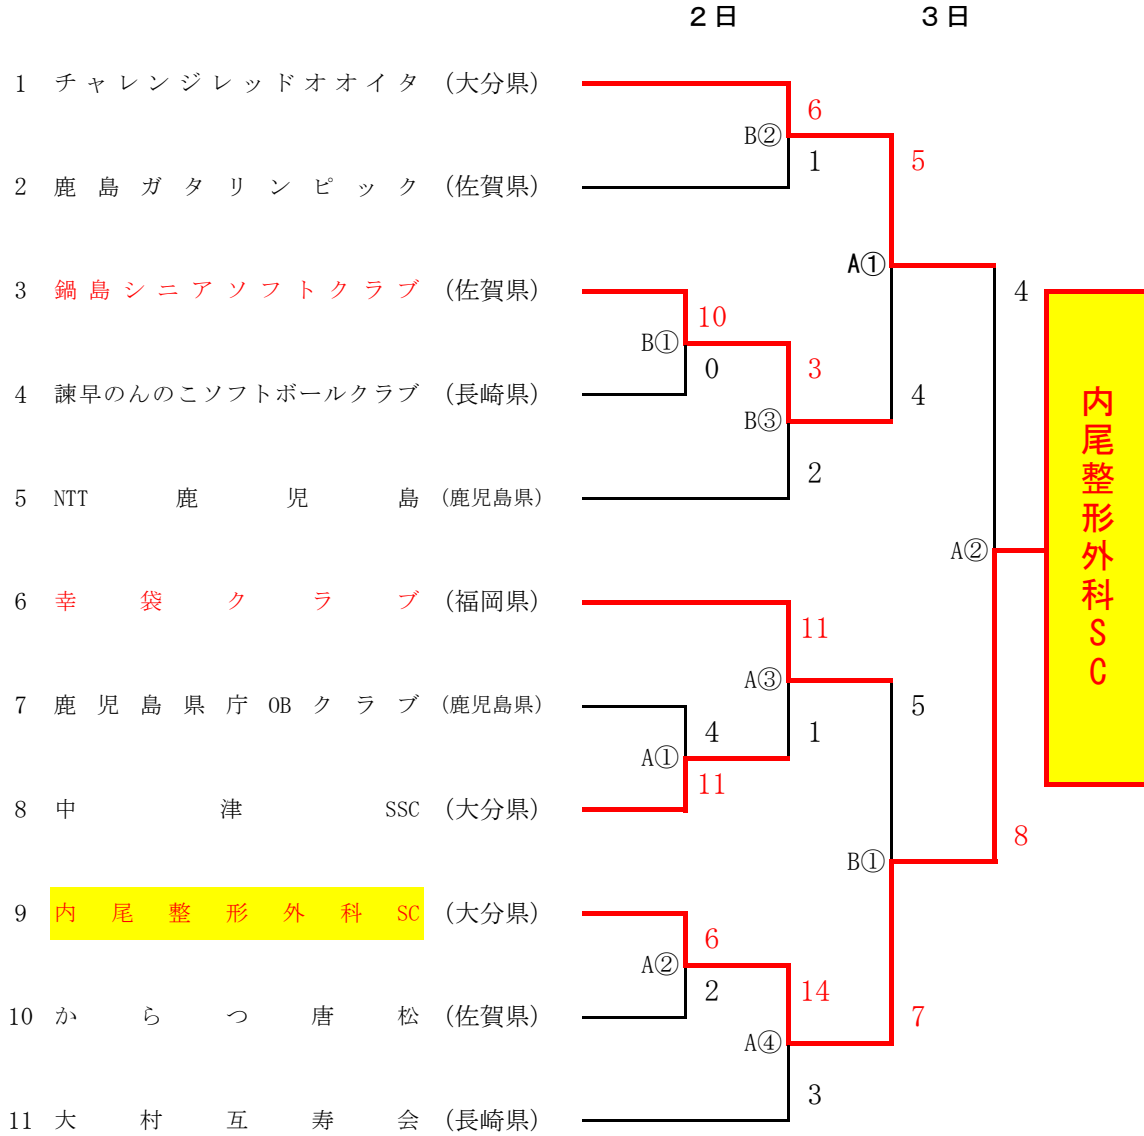 2日 3日
1 チャレンジレッドオオイタ (大分県)
6
B②
1
5
2 鹿島ガタリンピック (佐賀県)
A①
3 鍋島シニアソフトクラブ (佐賀県)
4
10
B①
0
3
4 諫早のんのこソフトボールクラブ (長崎県)
4
B③
2
5 NTT鹿児島 (鹿児島県)
内尾整形外科SC
A②
6 幸袋クラブ (福岡県)
11
A③
1
5
7 鹿児島県庁OBクラブ (鹿児島県)
4
A①
11
8 中津SSC (大分県)
8
B①
9 内尾整形外科SC (大分県)
6
A②
2
14
7
10 からつ唐松 (佐賀県)
A④
3
11 大村互寿会 (長崎県)